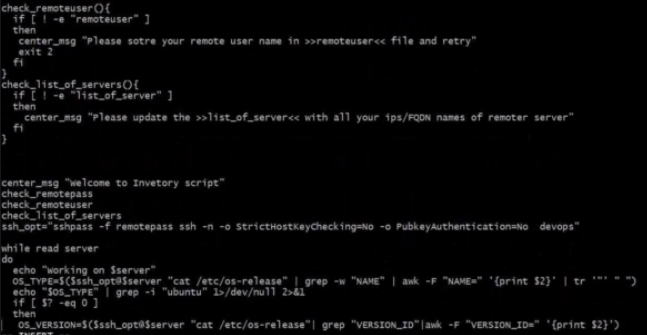 check_remoteuser(){
  if [ ! -e "remoteuser" ]
  then
   center_msg "Please sotre your remote user name in >>remoteuser<< file and retry"
   exit 2
  fi
}
check_list_of_servers(){
  if [ ! -e "list_of_server" ]
  then
    center_msg "Please update the >>list_of_server<< with all your ips/FQDN names of remoter server"
  fi
}
center_msg "Welcome to Invetory script"
check_remotepass
check_remoteuser
check_list_of_servers
ssh_opt="sshpass -f remotepass ssh -n -o StrictHostKeyChecking=No -o PubkeyAuthentication=No  devops"
while read server
do
  echo "Working on $server"
  OS_TYPE=$($ssh_opt@$server "cat /etc/os-release" | grep -w "NAME" | awk -F "NAME=" '{print $2}' | tr '"' " ")
  echo "$OS_TYPE" | grep -i "ubuntu" 1>/dev/null 2>&1
  if [ $? -eq 0 ]
  then
   OS_VERSION=$($ssh_opt@$server "cat /etc/os-release"| grep "VERSION_ID"|awk -F "VERSION_ID=" '{print $2}')